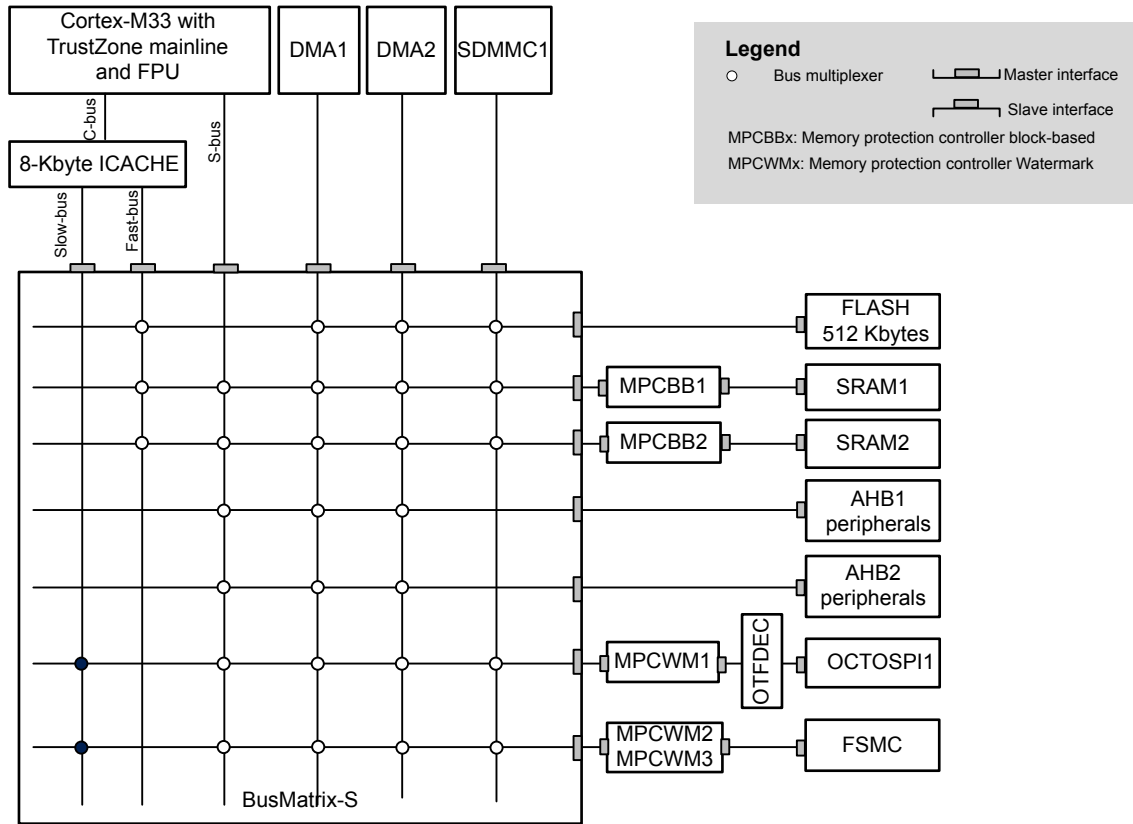 Cortex-M33 with
TrustZone mainline
and FPU
DMA1
DMA2
SDMMC1
Legend
Bus multiplexer
Master interface
Slave interface
MPCBBx: Memory protection controller block-based
MPCWMx: Memory protection controller Watermark
C-bus
S-bus
8-Kbyte ICACHE
Slow-bus
Fast-bus
FLASH
512 Kbytes
MPCBB1
SRAM1
MPCBB2
SRAM2
AHB1
peripherals
AHB2
peripherals
MPCWM1
OTFDEC
OCTOSPI1
MPCWM2
MPCWM3
FSMC
BusMatrix-S